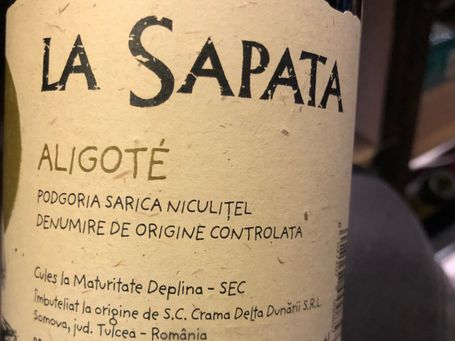 LA SAPATA
ALIGOTÉ
PODGORIA SARICA NICULIȚEL
DENUMIRE DE ORIGINE CONTROLATA
Cules la Maturitate Deplina - SEC
Îmbuteliat la origine de S.C. Crama Delta Dunării S.R.L.
Somova, jud. Tulcea - România